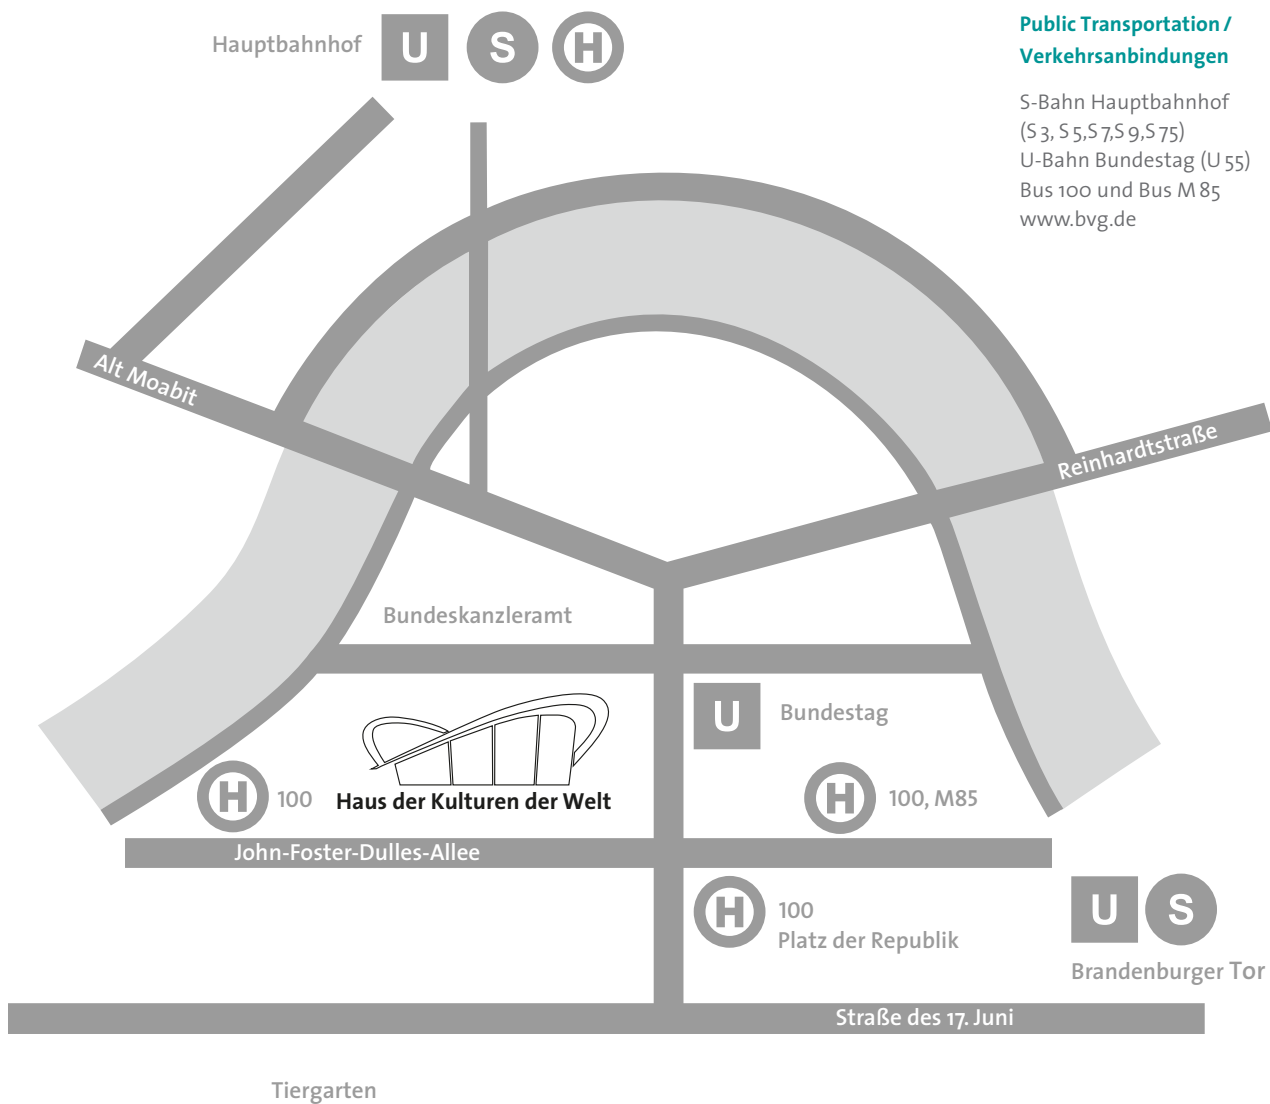 Public Transportation /
Verkehrsanbindungen
S-Bahn Hauptbahnhof
(S 3, S 5,S 7,S 9,S 75)
U-Bahn Bundestag (U 55)
Bus 100 und Bus M 85
www.bvg.de
Hauptbahnhof U S H
Alt Moabit
Reinhardtstraße
Bundeskanzleramt
U Bundestag
H 100
Haus der Kulturen der Welt
H 100, M85
John-Foster-Dulles-Allee
H 100
Platz der Republik
U S
Brandenburger Tor
Straße des 17. Juni
Tiergarten